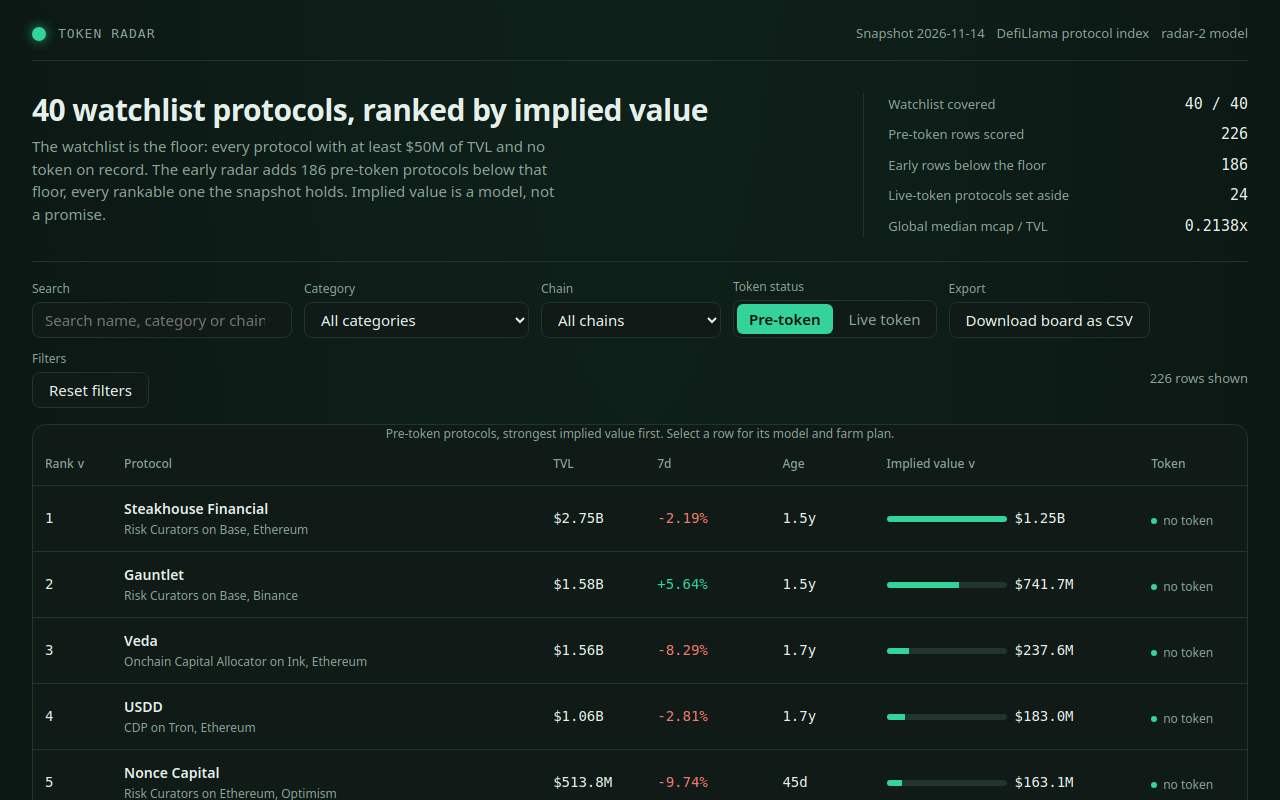 TOKEN RADAR
Snapshot 2026-11-14 DefiLlama protocol index radar-2 model
40 watchlist protocols, ranked by implied value
The watchlist is the floor: every protocol with at least $50M of TVL and no
token on record. The early radar adds 186 pre-token protocols below that
floor, every rankable one the snapshot holds. Implied value is a model, not
a promise.
Watchlist covered 40 / 40
Pre-token rows scored 226
Early rows below the floor 186
Live-token protocols set aside 24
Global median mcap / TVL 0.2138x
Search Category Chain Token status Export
Search name, category or chain All categories All chains Pre-token Live token Download board as CSV
Filters
Reset filters
226 rows shown
Pre-token protocols, strongest implied value first. Select a row for its model and farm plan.
Rank v Protocol TVL 7d Age Implied value v Token
1 Steakhouse Financial $2.75B -2.19% 1.5y $1.25B no token
Risk Curators on Base, Ethereum
2 Gauntlet $1.58B +5.64% 1.5y $741.7M no token
Risk Curators on Base, Binance
3 Veda $1.56B -8.29% 1.7y $237.6M no token
Onchain Capital Allocator on Ink, Ethereum
4 USDD $1.06B -2.81% 1.7y $183.0M no token
CDP on Tron, Ethereum
5 Nonce Capital $513.8M -9.74% 45d $163.1M no token
Risk Curators on Ethereum, Optimism